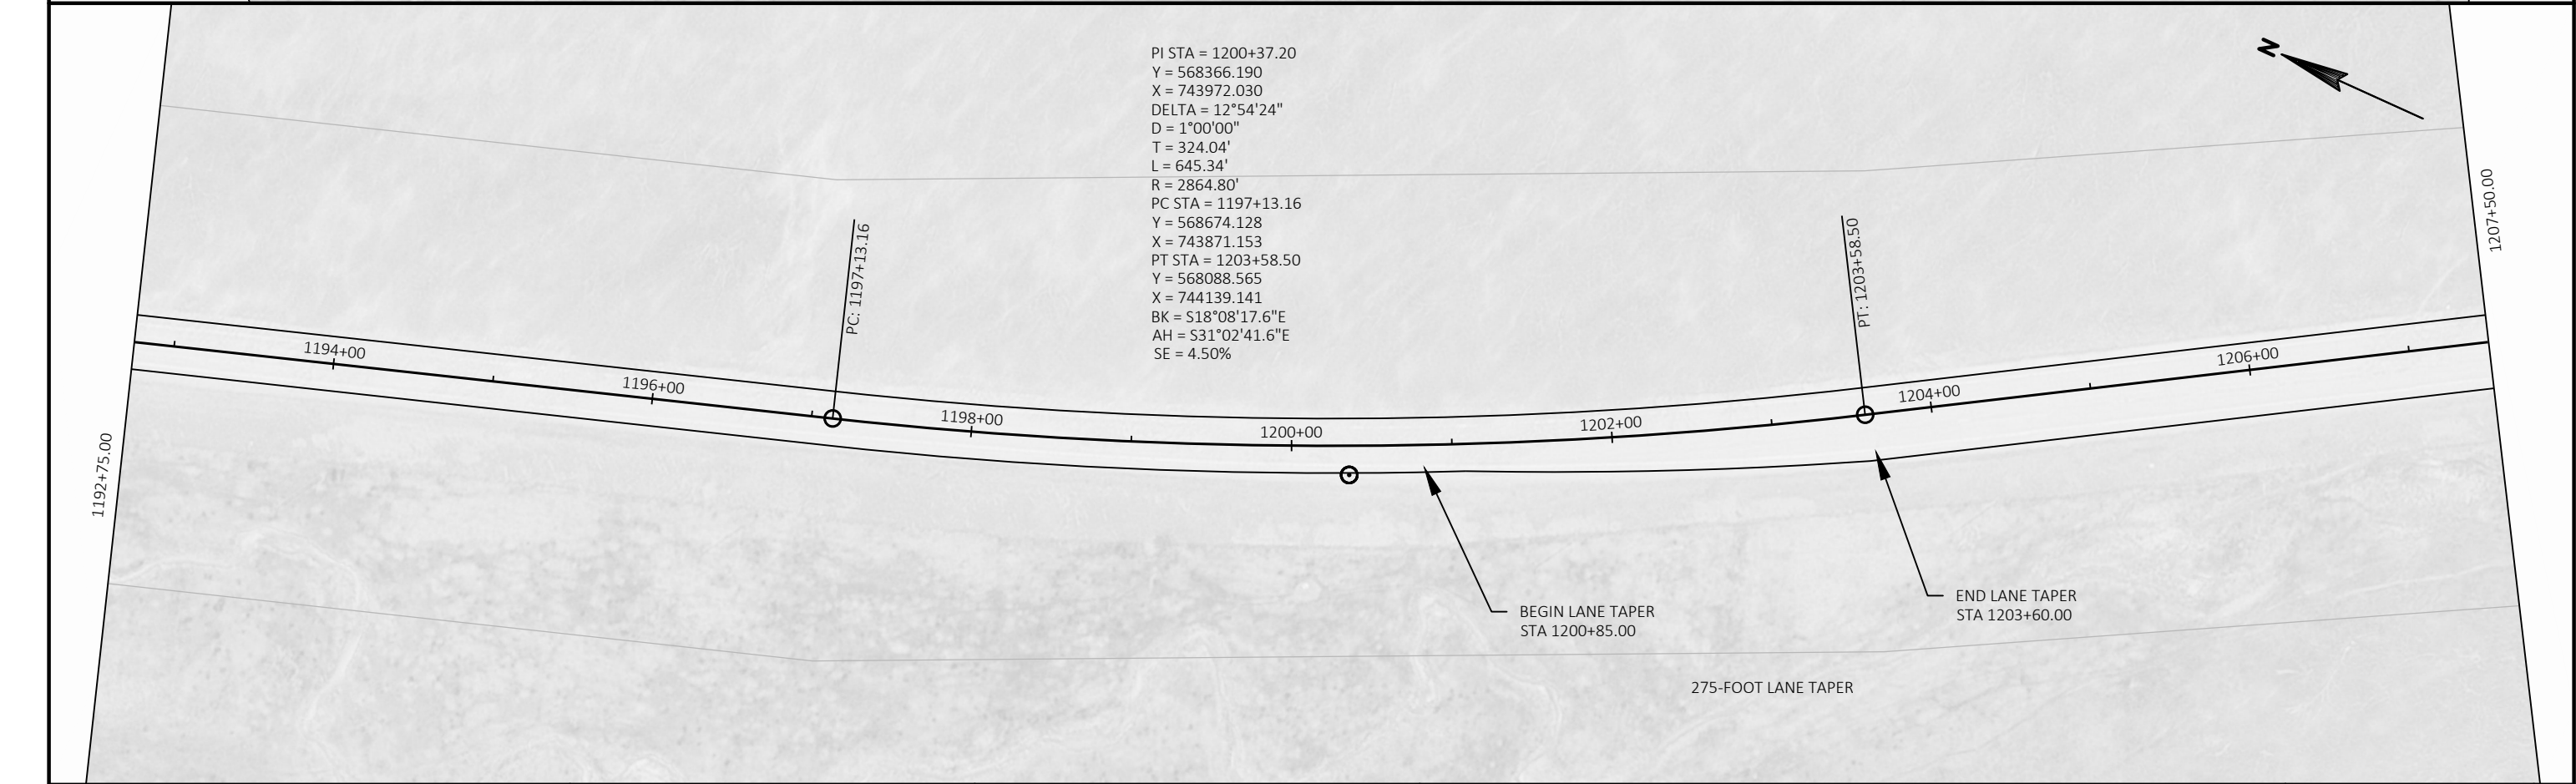 PI STA = 1200+37.20
Y = 568366.190
X = 743972.030
DELTA = 12°54'24"
D = 1°00'00"
T = 324.04'
L = 645.34'
R = 2864.80'
PC STA = 1197+13.16
Y = 568674.128
X = 743871.153
PT STA = 1203+58.50
Y = 568088.565
X = 744139.141
BK = S18°08'17.6"E
AH = S31°02'41.6"E
SE = 4.50%
N
1192+75.00
1194+00
1196+00
PC: 1197+13.16
1198+00
1200+00
1202+00
PT: 1203+58.50
1204+00
1206+00
1207+50.00
BEGIN LANE TAPER
STA 1200+85.00
END LANE TAPER
STA 1203+60.00
275-FOOT LANE TAPER